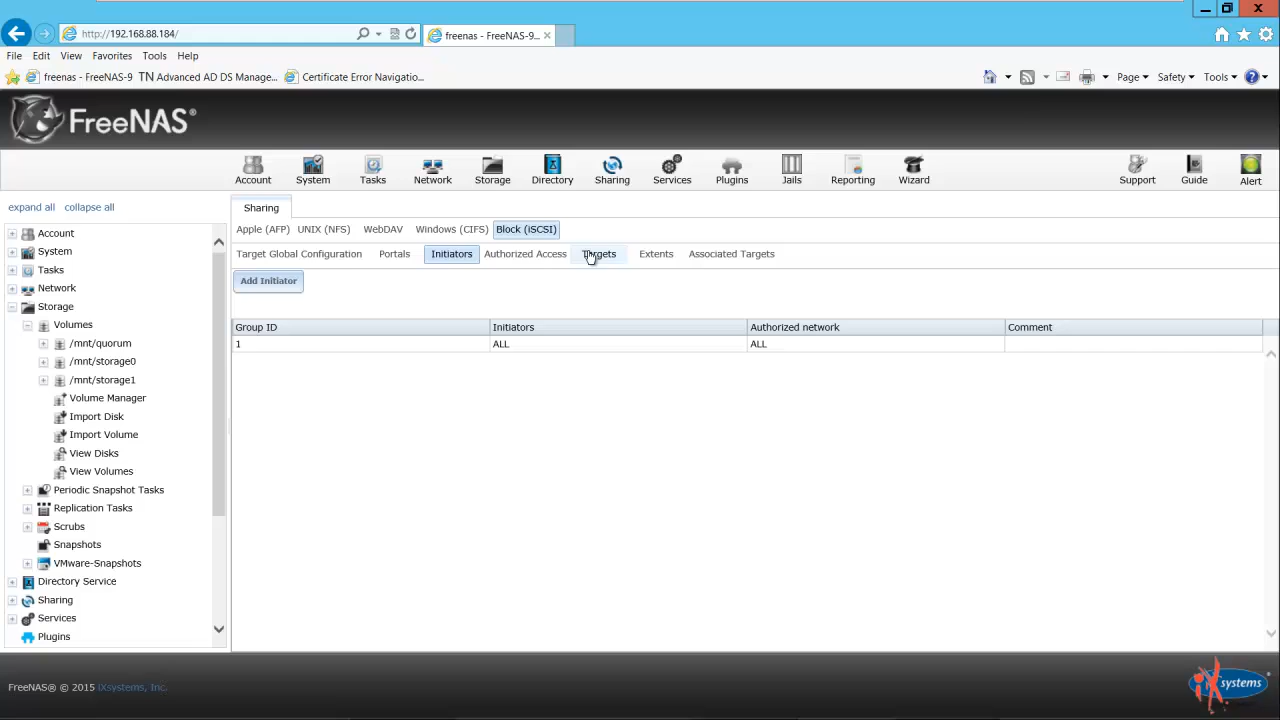 http://192.168.88.184/
freenas - FreeNAS-9...
File Edit View Favorites Tools Help
freenas - FreeNAS-9 TN Advanced AD DS Manage... Certificate Error Navigatio...
Page Safety Tools
FreeNAS®
Account System Tasks Network Storage Directory Sharing Services Plugins Jails Reporting Wizard Support Guide Alert
expand all collapse all
Account
System
Tasks
Network
Storage
Volumes
/mnt/quorum
/mnt/storage0
/mnt/storage1
Volume Manager
Import Disk
Import Volume
View Disks
View Volumes
Periodic Snapshot Tasks
Replication Tasks
Scrubs
Snapshots
VMware-Snapshots
Directory Service
Sharing
Services
Plugins
Sharing
Apple (AFP) UNIX (NFS) WebDAV Windows (CIFS) Block (iSCSI)
Target Global Configuration Portals Initiators Authorized Access Targets Extents Associated Targets
Add Initiator
Group ID Initiators Authorized network Comment
1 ALL ALL
FreeNAS® © 2015 iXsystems, Inc.
iXsystems